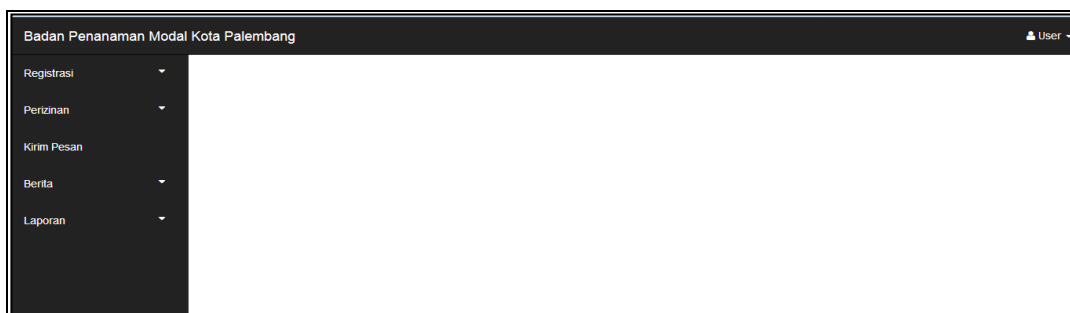 Badan Penanaman Modal Kota Palembang
User
Registrasi
Perizinan
Kirim Pesan
Berita
Laporan